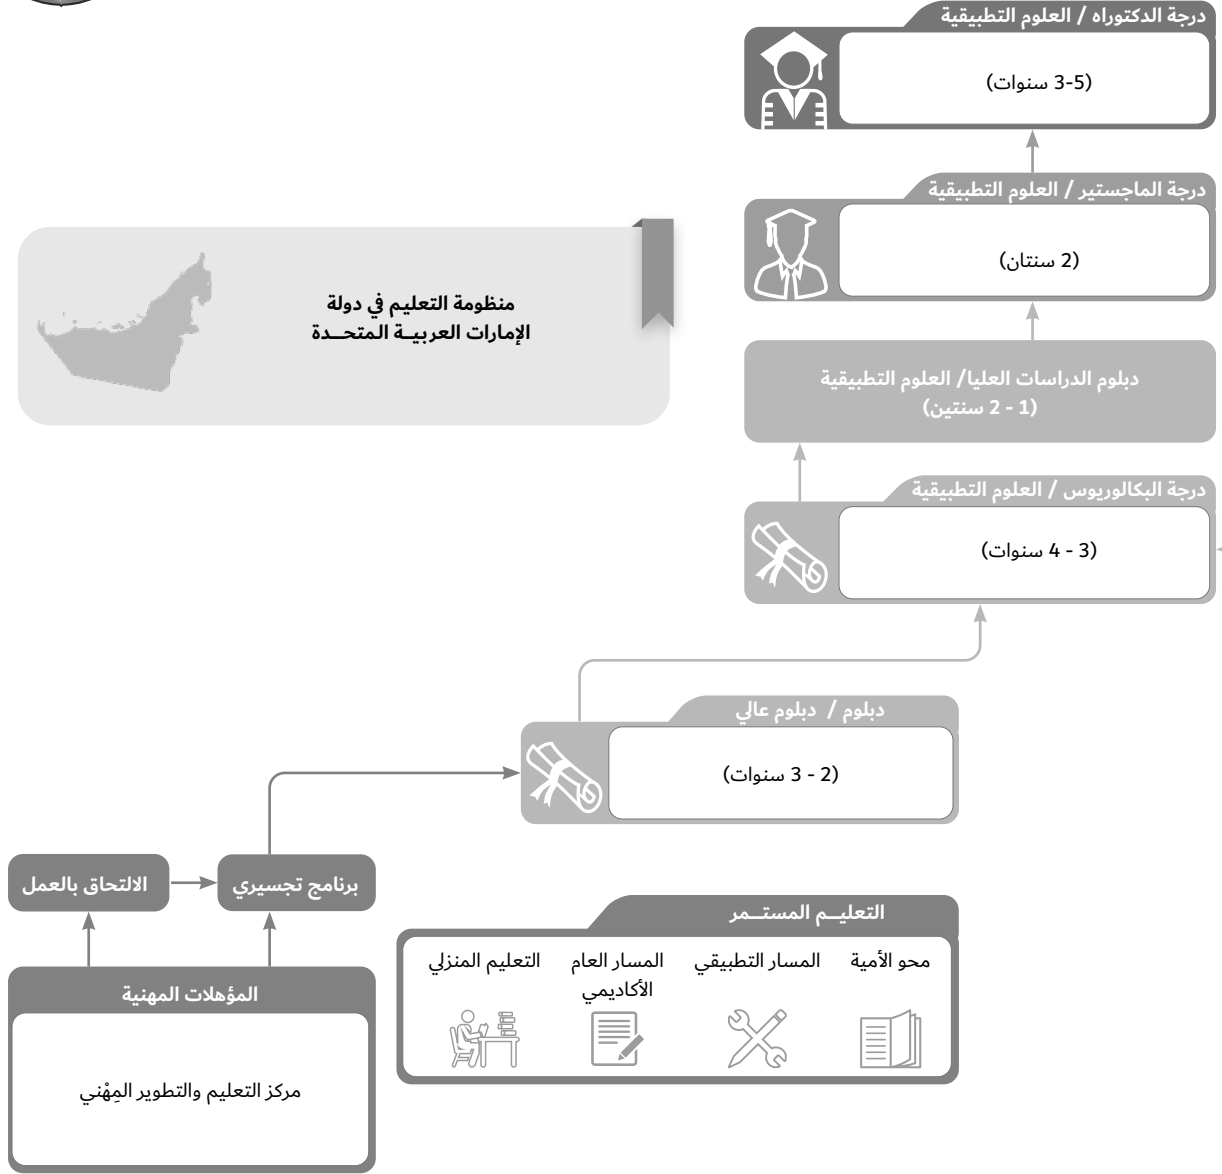 درجة الدكتوراه / العلوم التطبيقية
(3-5 سنوات)
درجة الماجستير / العلوم التطبيقية
(2 سنتان)
منظومة التعليم في دولة
الإمارات العربيــة المتحــدة
دبلوم الدراسات العليا/ العلوم التطبيقية
(1 - 2 سنتين)
درجة البكالوريوس / العلوم التطبيقية
(3 - 4 سنوات)
دبلوم / دبلوم عالي
(2 - 3 سنوات)
برنامج تجسيري
الالتحاق بالعمل
التعليــم المستــمر
محو الأمية
المسار التطبيقي
المسار العام
الأكاديمي
التعليم المنزلي
المؤهلات المهنية
مركز التعليم والتطوير المِهْني